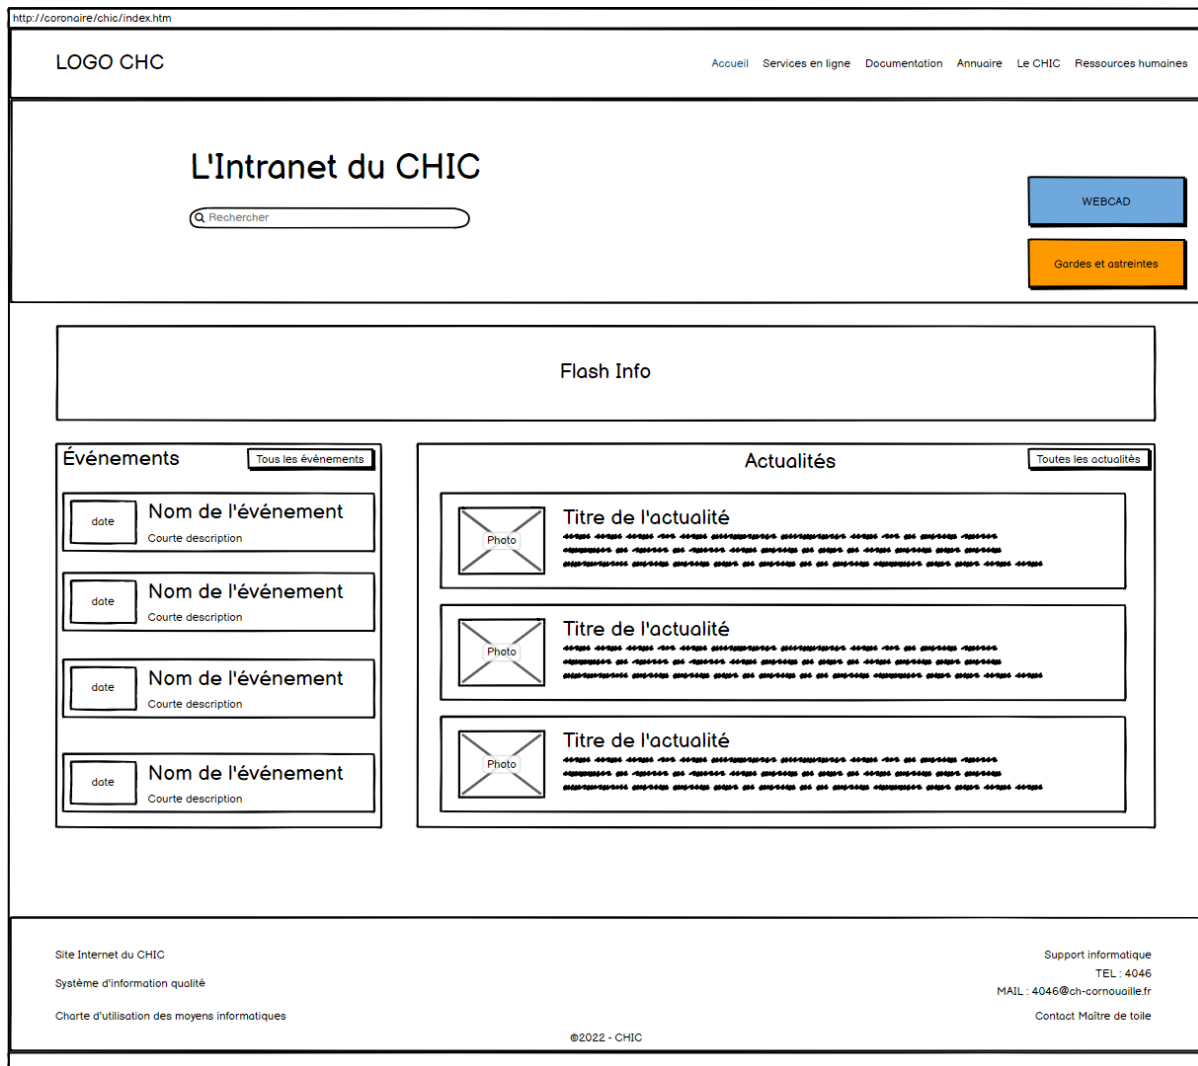 http://coronaire/chic/index.htm
LOGO CHC
Accueil Services en ligne Documentation Annuaire Le CHIC Ressources humaines
L'Intranet du CHIC
Rechercher
WEBCAD
Gardes et astreintes
Flash Info
Événements
Tous les événements
date
Nom de l'événement
Courte description
date
Nom de l'événement
Courte description
date
Nom de l'événement
Courte description
date
Nom de l'événement
Courte description
Actualités
Toutes les actualités
Photo
Titre de l'actualité
Photo
Titre de l'actualité
Photo
Titre de l'actualité
Site Internet du CHIC
Système d'information qualité
Charte d'utilisation des moyens informatiques
Support informatique
TEL : 4046
MAIL : 4046@ch-cornouaille.fr
Contact Maître de toile
©2022 - CHIC